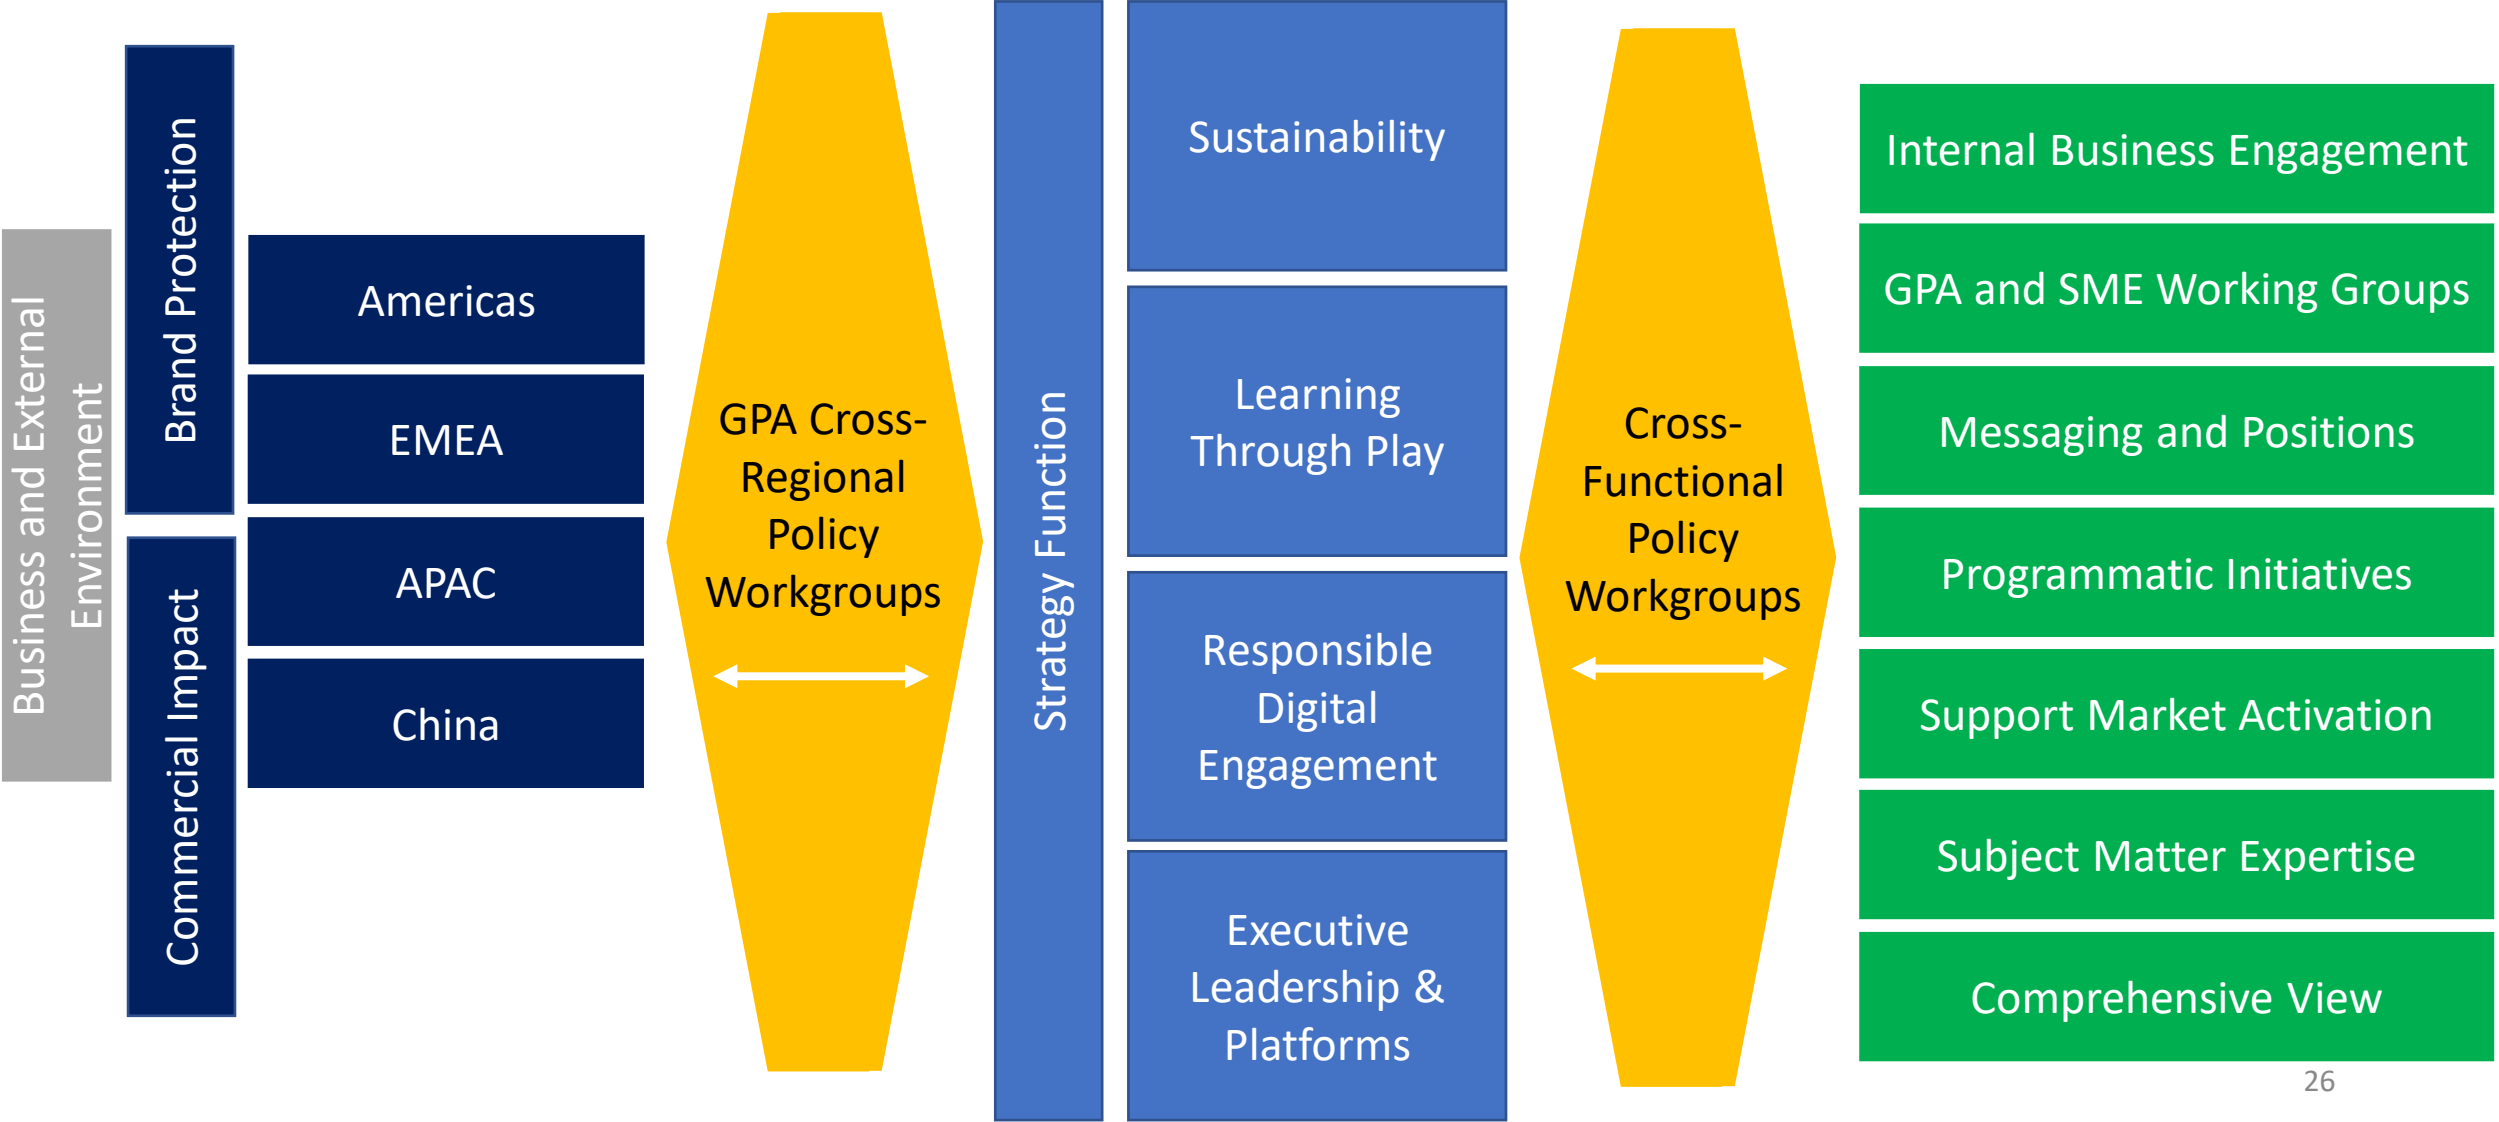 Business and External
Environment
Brand Protection
Commercial Impact
Americas
EMEA
APAC
China
GPA Cross-
Regional
Policy
Workgroups
Strategy Function
Sustainability
Learning
Through Play
Responsible
Digital
Engagement
Executive
Leadership &
Platforms
Cross-
Functional
Policy
Workgroups
Internal Business Engagement
GPA and SME Working Groups
Messaging and Positions
Programmatic Initiatives
Support Market Activation
Subject Matter Expertise
Comprehensive View
26